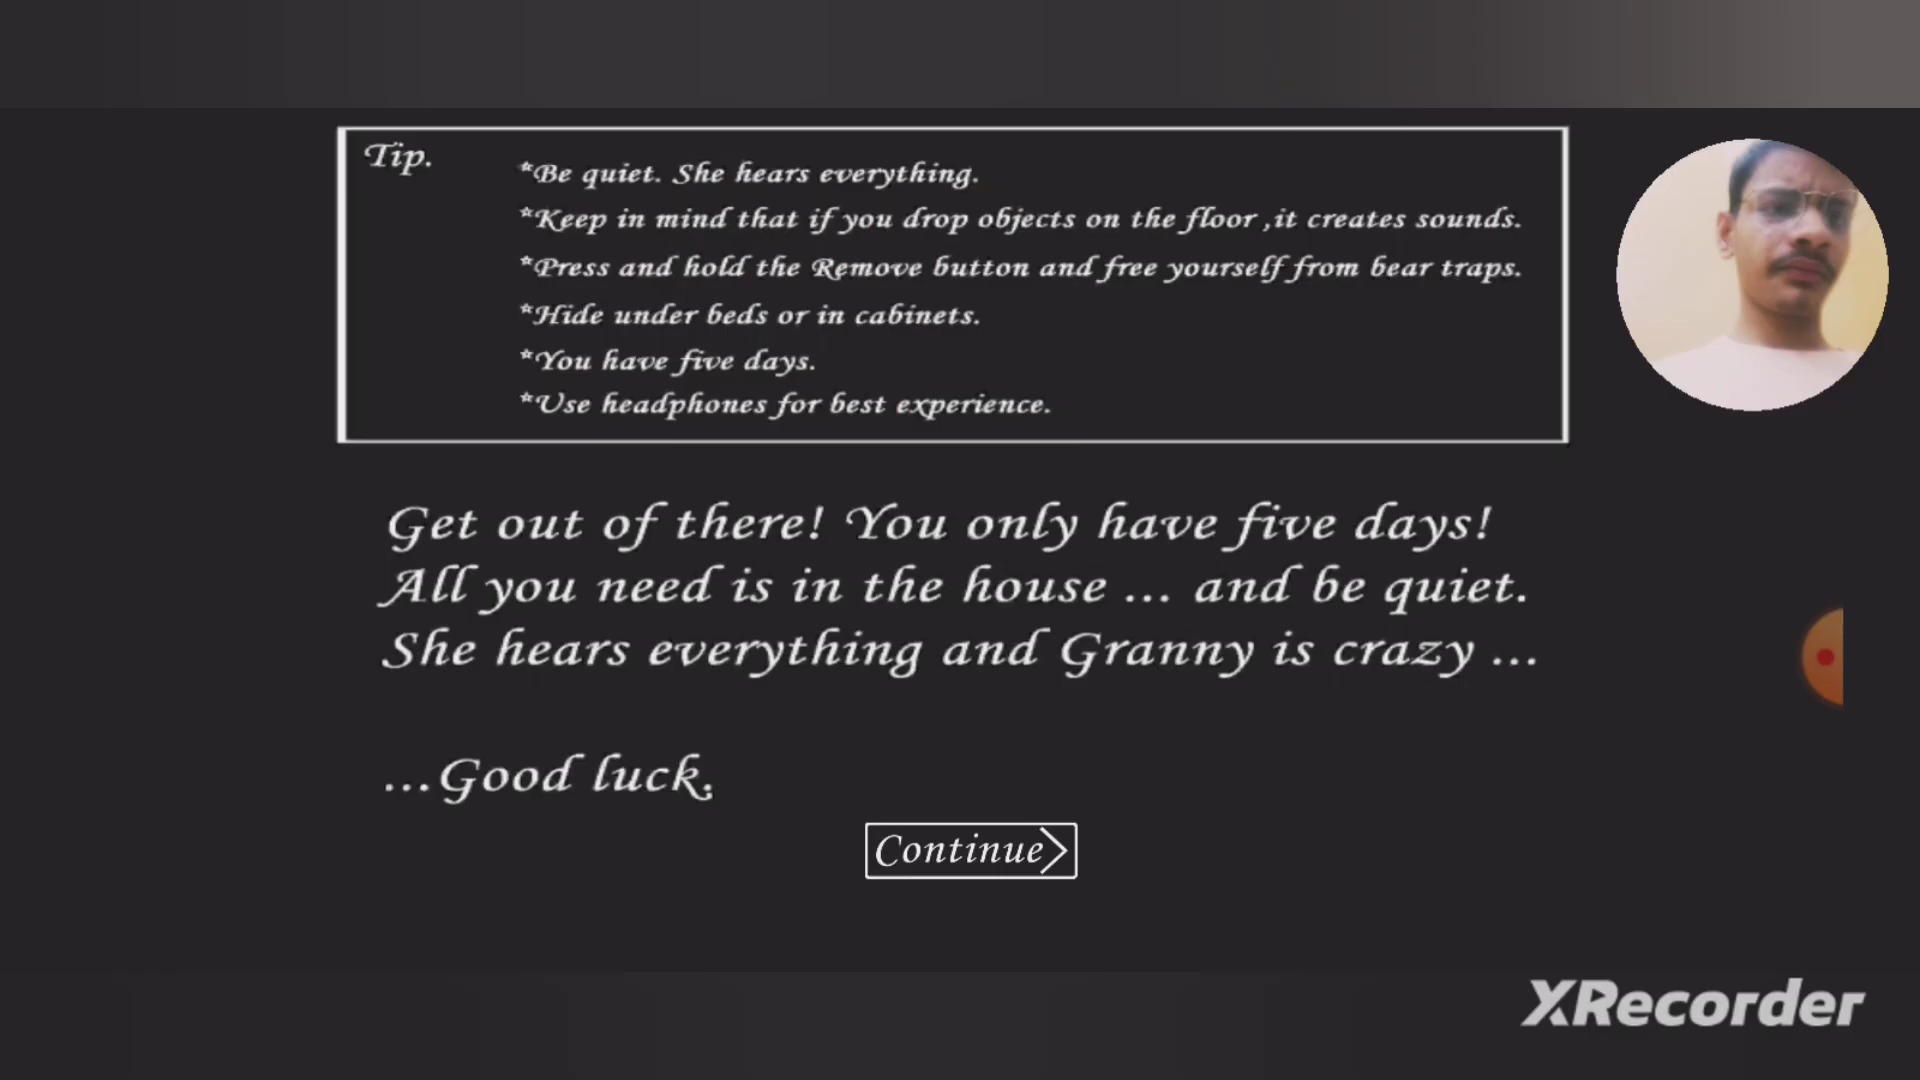 Tip.
*Be quiet. She hears everything.
*Keep in mind that if you drop objects on the floor ,it creates sounds.
*Press and hold the Remove button and free yourself from bear traps.
*Hide under beds or in cabinets.
*You have five days.
*Use headphones for best experience.
Get out of there! You only have five days!
All you need is in the house ... and be quiet.
She hears everything and Granny is crazy ...
...Good luck.
Continue
XRecorder